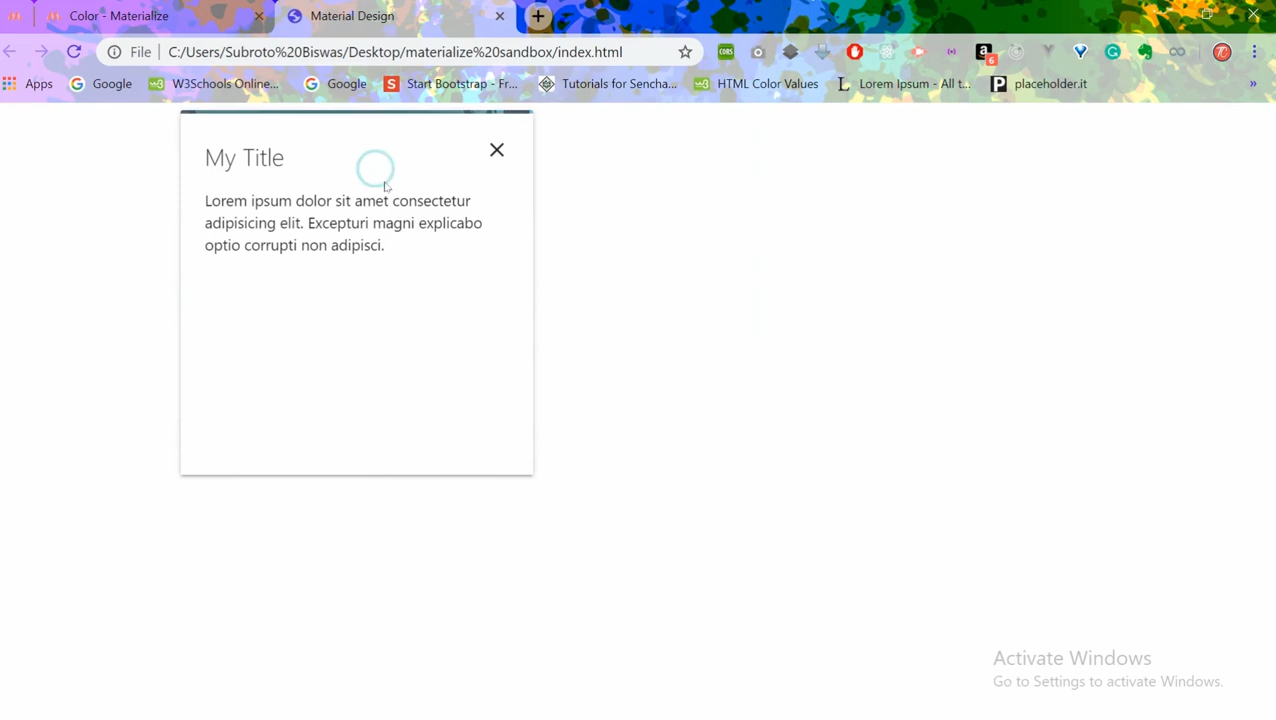 Color - Materialize
Material Design
File
C:/Users/Subroto%20Biswas/Desktop/materialize%20sandbox/index.html
CORS
a
6
G
Apps
Google
W3Schools Online...
Google
Start Bootstrap - Fr...
Tutorials for Sencha...
HTML Color Values
Lorem Ipsum - All t...
placeholder.it
»
My Title
Lorem ipsum dolor sit amet consectetur
adipisicing elit. Excepturi magni explicabo
optio corrupti non adipisci.
Activate Windows
Go to Settings to activate Windows.